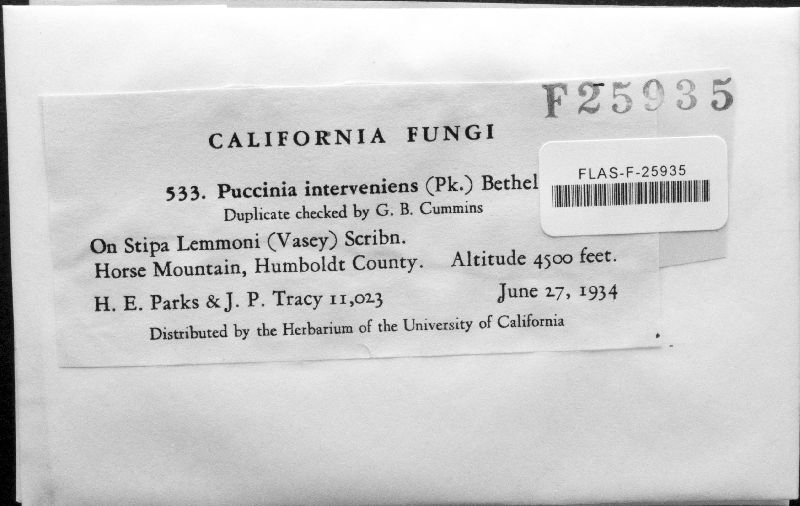 F25935
CALIFORNIA FUNGI
FLAS-F-25935
533. Puccinia interveniens (Pk.) Bethel
Duplicate checked by G. B. Cummins
On Stipa Lemmoni (Vasey) Scribn.
Horse Mountain, Humboldt County. Altitude 4500 feet.
H. E. Parks & J. P. Tracy 11,023 June 27, 1934
Distributed by the Herbarium of the University of California